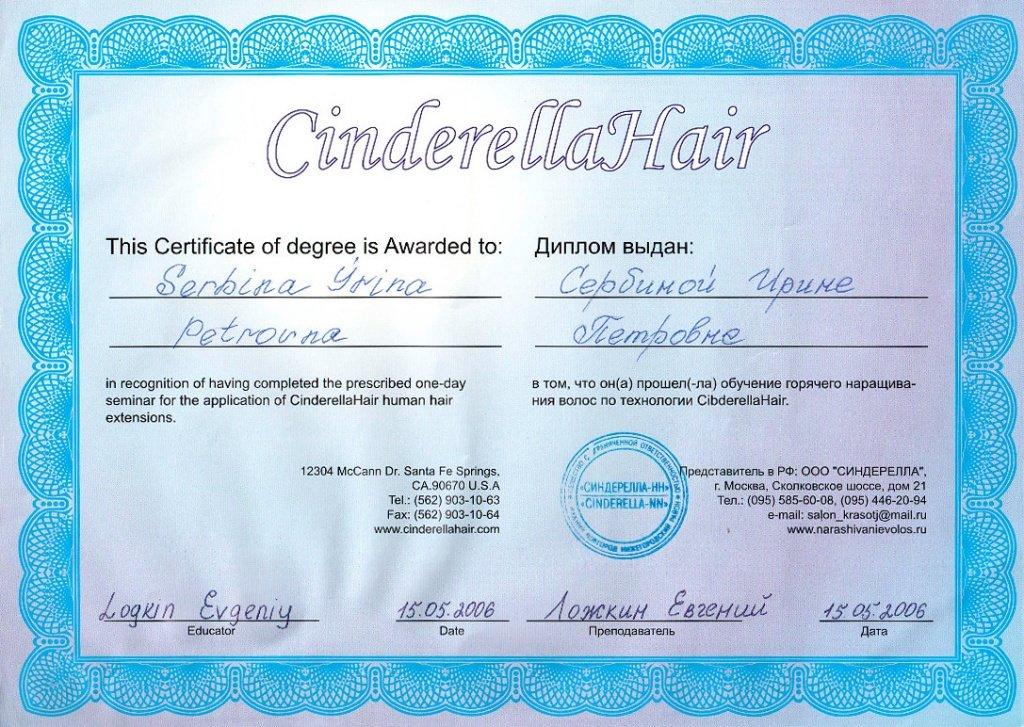 CinderellaHair
This Certificate of degree is Awarded to:
Serbina Yrina
Petrovna
in recognition of having completed the prescribed one-day
seminar for the application of CinderellaHair human hair
extensions.
12304 McCann Dr. Santa Fe Springs,
CA.90670 U.S.A
Tel.: (562) 903-10-63
Fax: (562) 903-10-64
www.cinderellahair.com
Logkin Evgeniy
Educator
15.05.2006
Date
Диплом выдан:
Сербиной Ирине
Петровне
в том, что он(а) прошел(-ла) обучение горячего наращива-
ния волос по технологии CibderellaHair.
«СИНДЕРЕЛЛА-НН»
«CINDERELLA-NN»
Представитель в РФ: ООО "СИНДЕРЕЛЛА",
г. Москва, Сколковское шоссе, дом 21
Тел.: (095) 585-60-08, (095) 446-20-94
e-mail: salon_krasotj@mail.ru
www.narashivanievolos.ru
Ложкин Евгений
Преподаватель
15.05.2006
Дата